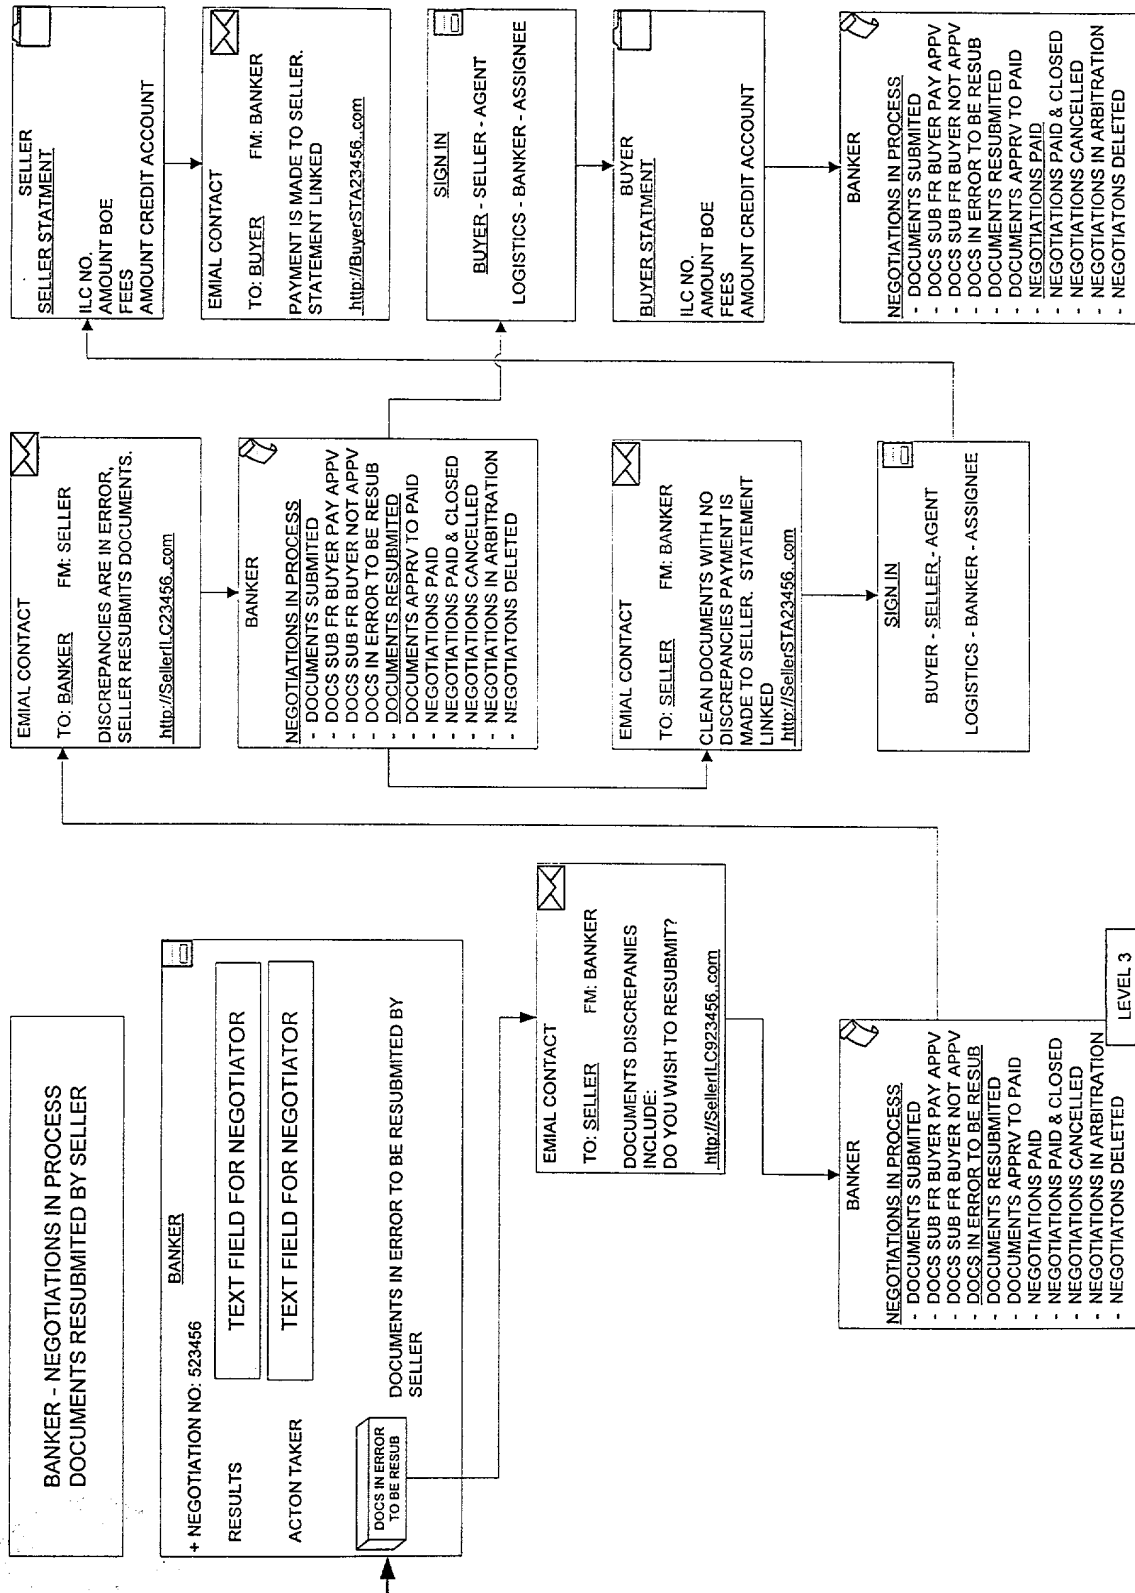 BANKER - NEGOTIATIONS IN PROCESS
DOCUMENTS RESUBMITED BY SELLER
BANKER
+ NEGOTIATION NO: 523456
RESULTS
TEXT FIELD FOR NEGOTIATOR
ACTON TAKER
TEXT FIELD FOR NEGOTIATOR
DOCS IN ERROR
TO BE RESUB
DOCUMENTS IN ERROR TO BE RESUBMITED BY
SELLER
EMIAL CONTACT
TO: SELLER FM: BANKER
DOCUMENTS DISCREPANIES
INCLUDE:
DO YOU WISH TO RESUBMIT?
http://SellerILC923456,.com
BANKER
NEGOTIATIONS IN PROCESS
- DOCUMENTS SUBMITED
- DOCS SUB FR BUYER PAY APPV
- DOCS SUB FR BUYER NOT APPV
- DOCS IN ERROR TO BE RESUB
- DOCUMENTS RESUBMITED
- DOCUMENTS APPRV TO PAID
- NEGOTIATIONS PAID
- NEGOTIATIONS PAID & CLOSED
- NEGOTIATIONS CANCELLED
- NEGOTIATIONS IN ARBITRATION
- NEGOTIATONS DELETED
LEVEL 3
EMIAL CONTACT
TO: BANKER FM: SELLER
DISCREPANCIES ARE IN ERROR,
SELLER RESUBMITS DOCUMENTS.
http://SellerILC23456,.com
BANKER
NEGOTIATIONS IN PROCESS
- DOCUMENTS SUBMITED
- DOCS SUB FR BUYER PAY APPV
- DOCS SUB FR BUYER NOT APPV
- DOCS IN ERROR TO BE RESUB
- DOCUMENTS RESUBMITED
- DOCUMENTS APPRV TO PAID
- NEGOTIATIONS PAID
- NEGOTIATIONS PAID & CLOSED
- NEGOTIATIONS CANCELLED
- NEGOTIATIONS IN ARBITRATION
- NEGOTIATONS DELETED
EMIAL CONTACT
TO: SELLER FM: BANKER
CLEAN DOCUMENTS WITH NO
DISCREPANCIES PAYMENT IS
MADE TO SELLER. STATEMENT
LINKED
http://SellerSTA23456,.com
SIGN IN
BUYER - SELLER - AGENT
LOGISTICS - BANKER - ASSIGNEE
SELLER
SELLER STATMENT
ILC NO.
AMOUNT BOE
FEES
AMOUNT CREDIT ACCOUNT
EMIAL CONTACT
TO: BUYER FM: BANKER
PAYMENT IS MADE TO SELLER.
STATEMENT LINKED
http://BuyerSTA23456,.com
SIGN IN
BUYER - SELLER - AGENT
LOGISTICS - BANKER - ASSIGNEE
BUYER
BUYER STATMENT
ILC NO.
AMOUNT BOE
FEES
AMOUNT CREDIT ACCOUNT
BANKER
NEGOTIATIONS IN PROCESS
- DOCUMENTS SUBMITED
- DOCS SUB FR BUYER PAY APPV
- DOCS SUB FR BUYER NOT APPV
- DOCS IN ERROR TO BE RESUB
- DOCUMENTS RESUBMITED
- DOCUMENTS APPRV TO PAID
- NEGOTIATIONS PAID
- NEGOTIATIONS PAID & CLOSED
- NEGOTIATIONS CANCELLED
- NEGOTIATIONS IN ARBITRATION
- NEGOTIATIONS DELETED